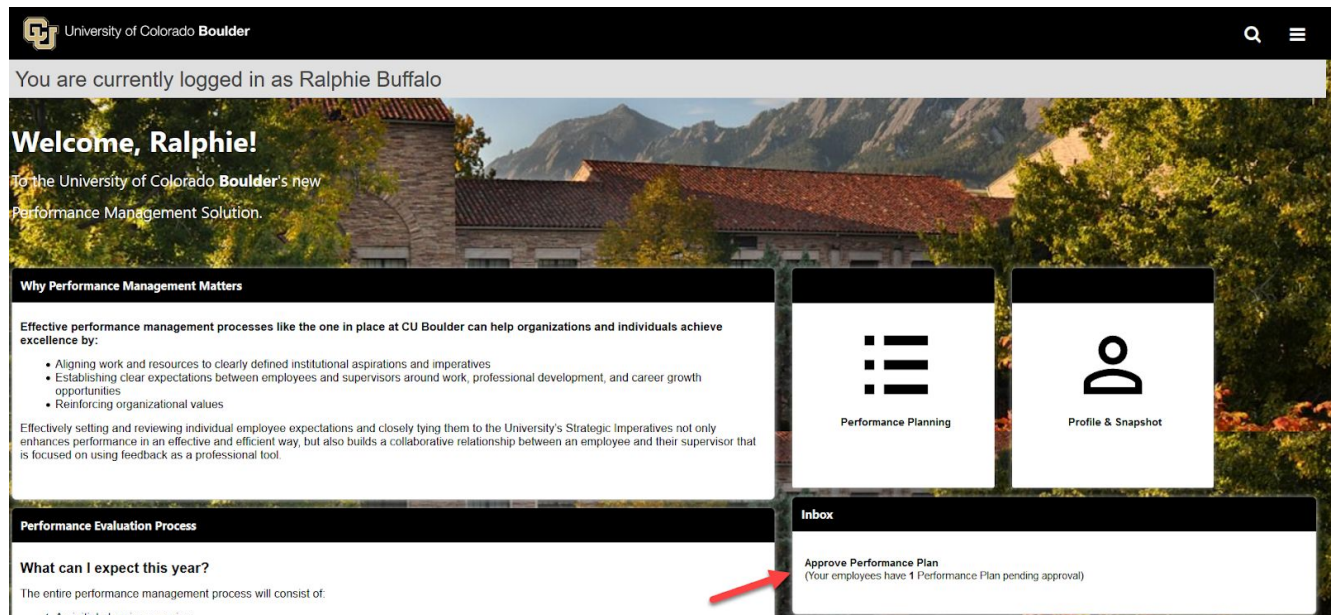 University of Colorado Boulder
You are currently logged in as Ralphie Buffalo
Welcome, Ralphie!
To the University of Colorado Boulder's new
Performance Management Solution.
Why Performance Management Matters
Effective performance management processes like the one in place at CU Boulder can help organizations and individuals achieve
excellence by:
• Aligning work and resources to clearly defined institutional aspirations and imperatives
• Establishing clear expectations between employees and supervisors around work, professional development, and career growth
opportunities
• Reinforcing organizational values
Effectively setting and reviewing individual employee expectations and closely tying them to the University's Strategic Imperatives not only
enhances performance in an effective and efficient way, but also builds a collaborative relationship between an employee and their supervisor that
is focused on using feedback as a professional tool.
Performance Planning
Profile & Snapshot
Performance Evaluation Process
What can I expect this year?
The entire performance management process will consist of:
Inbox
Approve Performance Plan
(Your employees have 1 Performance Plan pending approval)